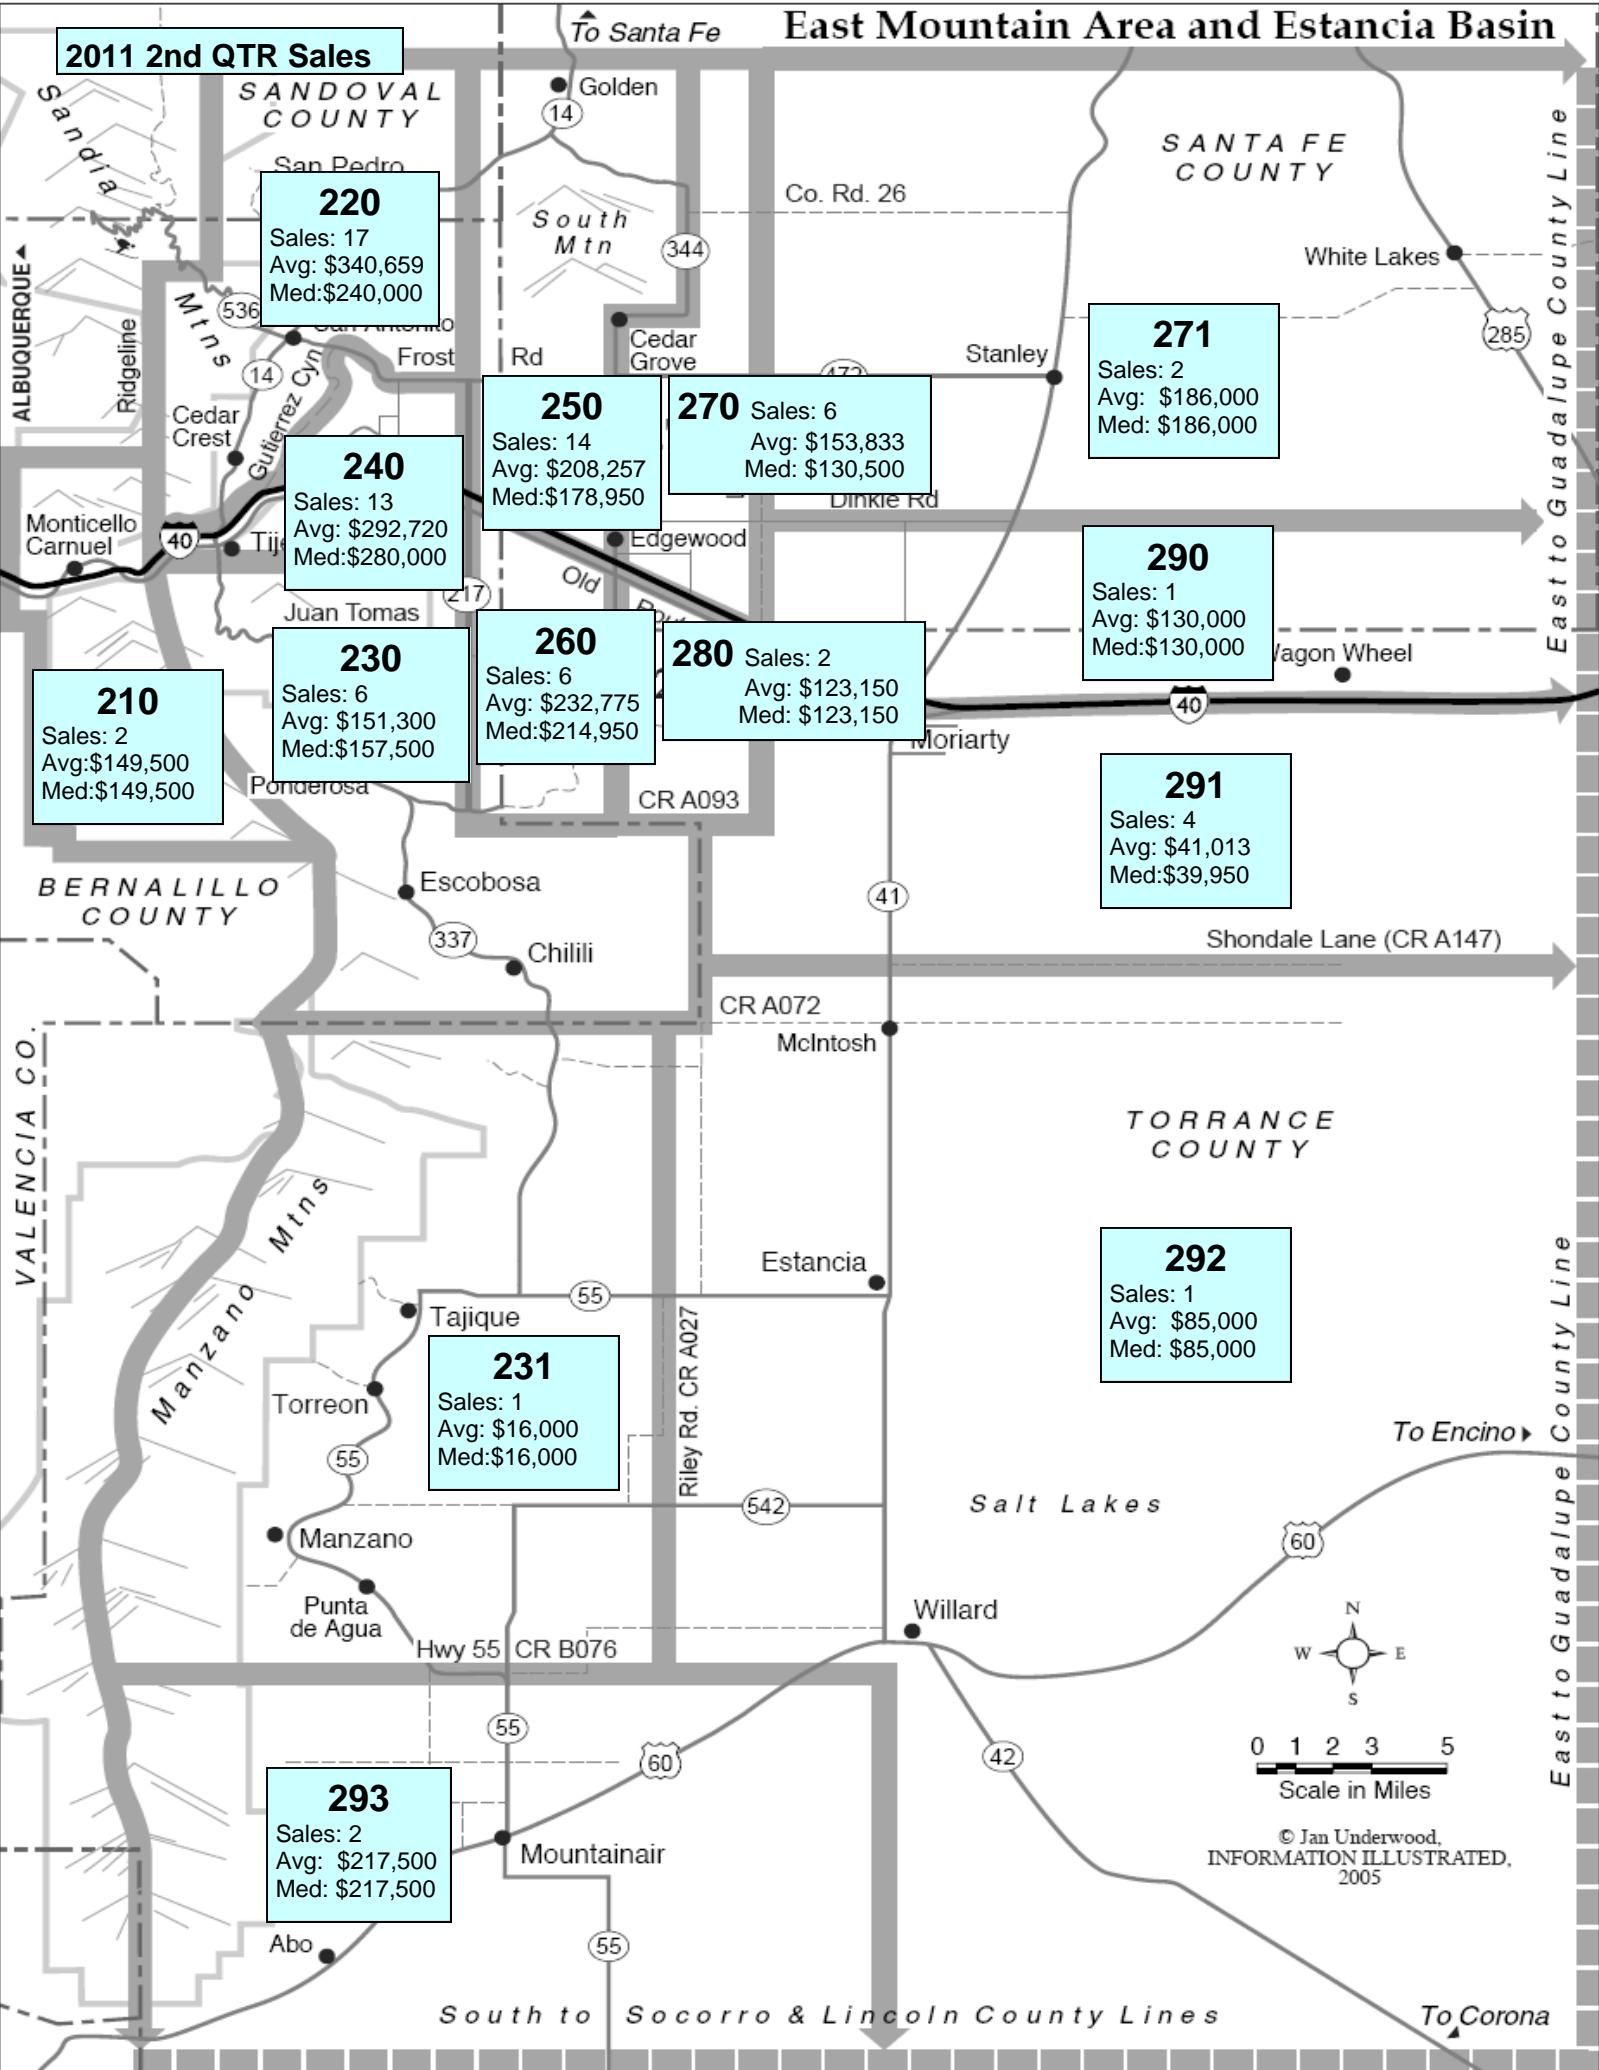 To Santa Fe
East Mountain Area and Estancia Basin
2011 2nd QTR Sales
Golden
14
SANDOVAL
COUNTY
Sandia
Mtns
SANTA FE
COUNTY
San Pedro
220
Sales: 17
Avg: $340,659
Med:$240,000
South
Mtn
Co. Rd. 26
344
White Lakes
285
ALBUQUERQUE
Ridgeline
536
San Antonito
14
Frost Rd
Cedar
Grove
Stanley
472
271
Sales: 2
Avg: $186,000
Med: $186,000
Cedar
Crest
Gutierrez Cyn
250
Sales: 14
Avg: $208,257
Med:$178,950
270 Sales: 6
Avg: $153,833
Med: $130,500
240
Sales: 13
Avg: $292,720
Med:$280,000
Dinkle Rd
Monticello
Carnuel
40
Edgewood
Old
217
Juan Tomas
290
Sales: 1
Avg: $130,000
Med:$130,000
East to Guadalupe County Line
Wagon Wheel
40
260
Sales: 6
Avg: $232,775
Med:$214,950
280 Sales: 2
Avg: $123,150
Med: $123,150
230
Sales: 6
Avg: $151,300
Med:$157,500
210
Sales: 2
Avg:$149,500
Med:$149,500
Moriarty
Ponderosa
CR A093
291
Sales: 4
Avg: $41,013
Med:$39,950
BERNALILLO
COUNTY
Escobosa
41
337
Chilili
Shondale Lane (CR A147)
CR A072
McIntosh
VALENCIA CO.
TORRANCE
COUNTY
Manzano Mtns
Estancia
292
Sales: 1
Avg: $85,000
Med: $85,000
55
Tajique
Riley Rd. CR A027
231
Sales: 1
Avg: $16,000
Med:$16,000
Torreon
East to Guadalupe County Line
To Encino
55
542
Salt Lakes
60
Manzano
Punta
de Agua
Willard
Hwy 55 CR B076
N
W E
S
55
60
42
0 1 2 3 5
Scale in Miles
293
Sales: 2
Avg: $217,500
Med: $217,500
Mountainair
© Jan Underwood,
INFORMATION ILLUSTRATED,
2005
Abo
55
South to Socorro & Lincoln County Lines
To Corona